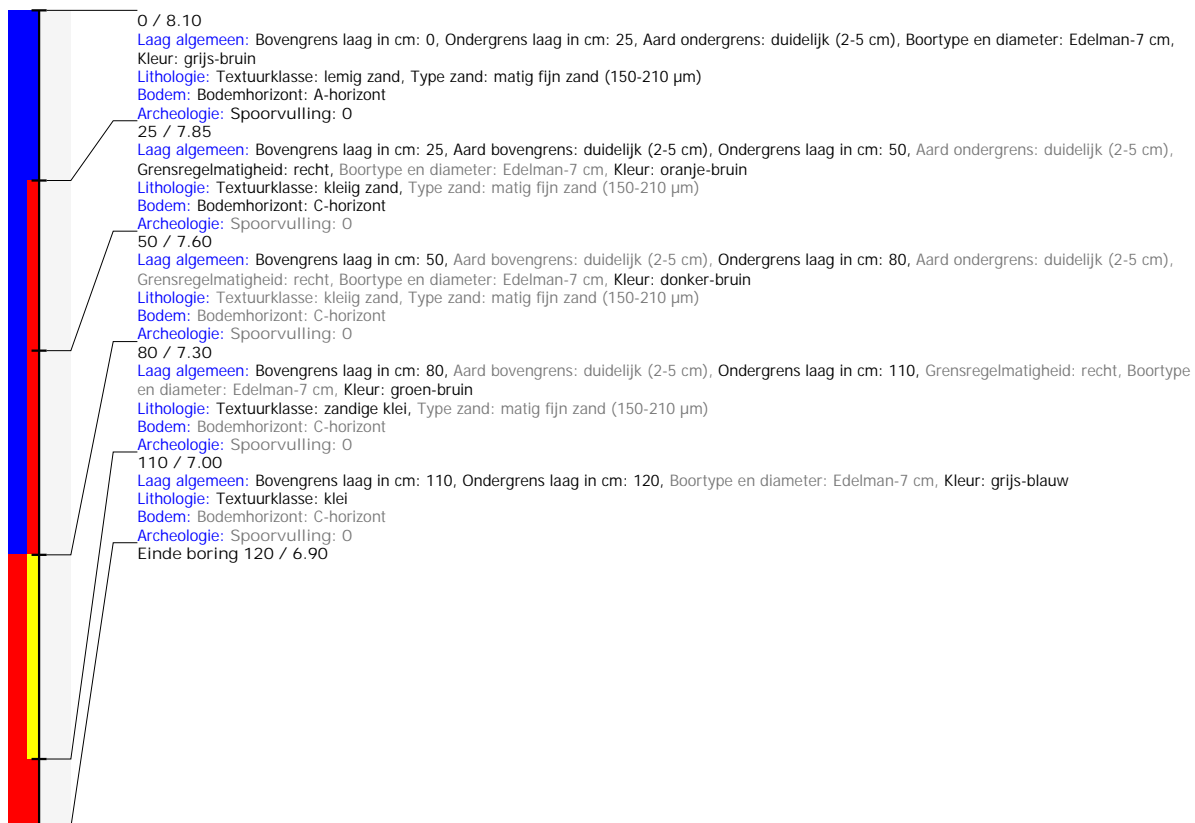 0 / 8.10
Laag algemeen: Bovengrens laag in cm: 0, Ondergrens laag in cm: 25, Aard ondergrens: duidelijk (2-5 cm), Boortype en diameter: Edelman-7 cm,
Kleur: grijs-bruin
Lithologie: Textuurklasse: lemig zand, Type zand: matig fijn zand (150-210 µm)
Bodem: Bodemhorizont: A-horizont
Archeologie: Spoorvulling: 0
25 / 7.85
Laag algemeen: Bovengrens laag in cm: 25, Aard bovengrens: duidelijk (2-5 cm), Ondergrens laag in cm: 50, Aard ondergrens: duidelijk (2-5 cm),
Grensregelmatigheid: recht, Boortype en diameter: Edelman-7 cm, Kleur: oranje-bruin
Lithologie: Textuurklasse: kleiig zand, Type zand: matig fijn zand (150-210 µm)
Bodem: Bodemhorizont: C-horizont
Archeologie: Spoorvulling: 0
50 / 7.60
Laag algemeen: Bovengrens laag in cm: 50, Aard bovengrens: duidelijk (2-5 cm), Ondergrens laag in cm: 80, Aard ondergrens: duidelijk (2-5 cm),
Grensregelmatigheid: recht, Boortype en diameter: Edelman-7 cm, Kleur: donker-bruin
Lithologie: Textuurklasse: kleiig zand, Type zand: matig fijn zand (150-210 µm)
Bodem: Bodemhorizont: C-horizont
Archeologie: Spoorvulling: 0
80 / 7.30
Laag algemeen: Bovengrens laag in cm: 80, Aard bovengrens: duidelijk (2-5 cm), Ondergrens laag in cm: 110, Grensregelmatigheid: recht, Boortype
en diameter: Edelman-7 cm, Kleur: groen-bruin
Lithologie: Textuurklasse: zandige klei, Type zand: matig fijn zand (150-210 µm)
Bodem: Bodemhorizont: C-horizont
Archeologie: Spoorvulling: 0
110 / 7.00
Laag algemeen: Bovengrens laag in cm: 110, Ondergrens laag in cm: 120, Boortype en diameter: Edelman-7 cm, Kleur: grijs-blauw
Lithologie: Textuurklasse: klei
Bodem: Bodemhorizont: C-horizont
Archeologie: Spoorvulling: 0
Einde boring 120 / 6.90